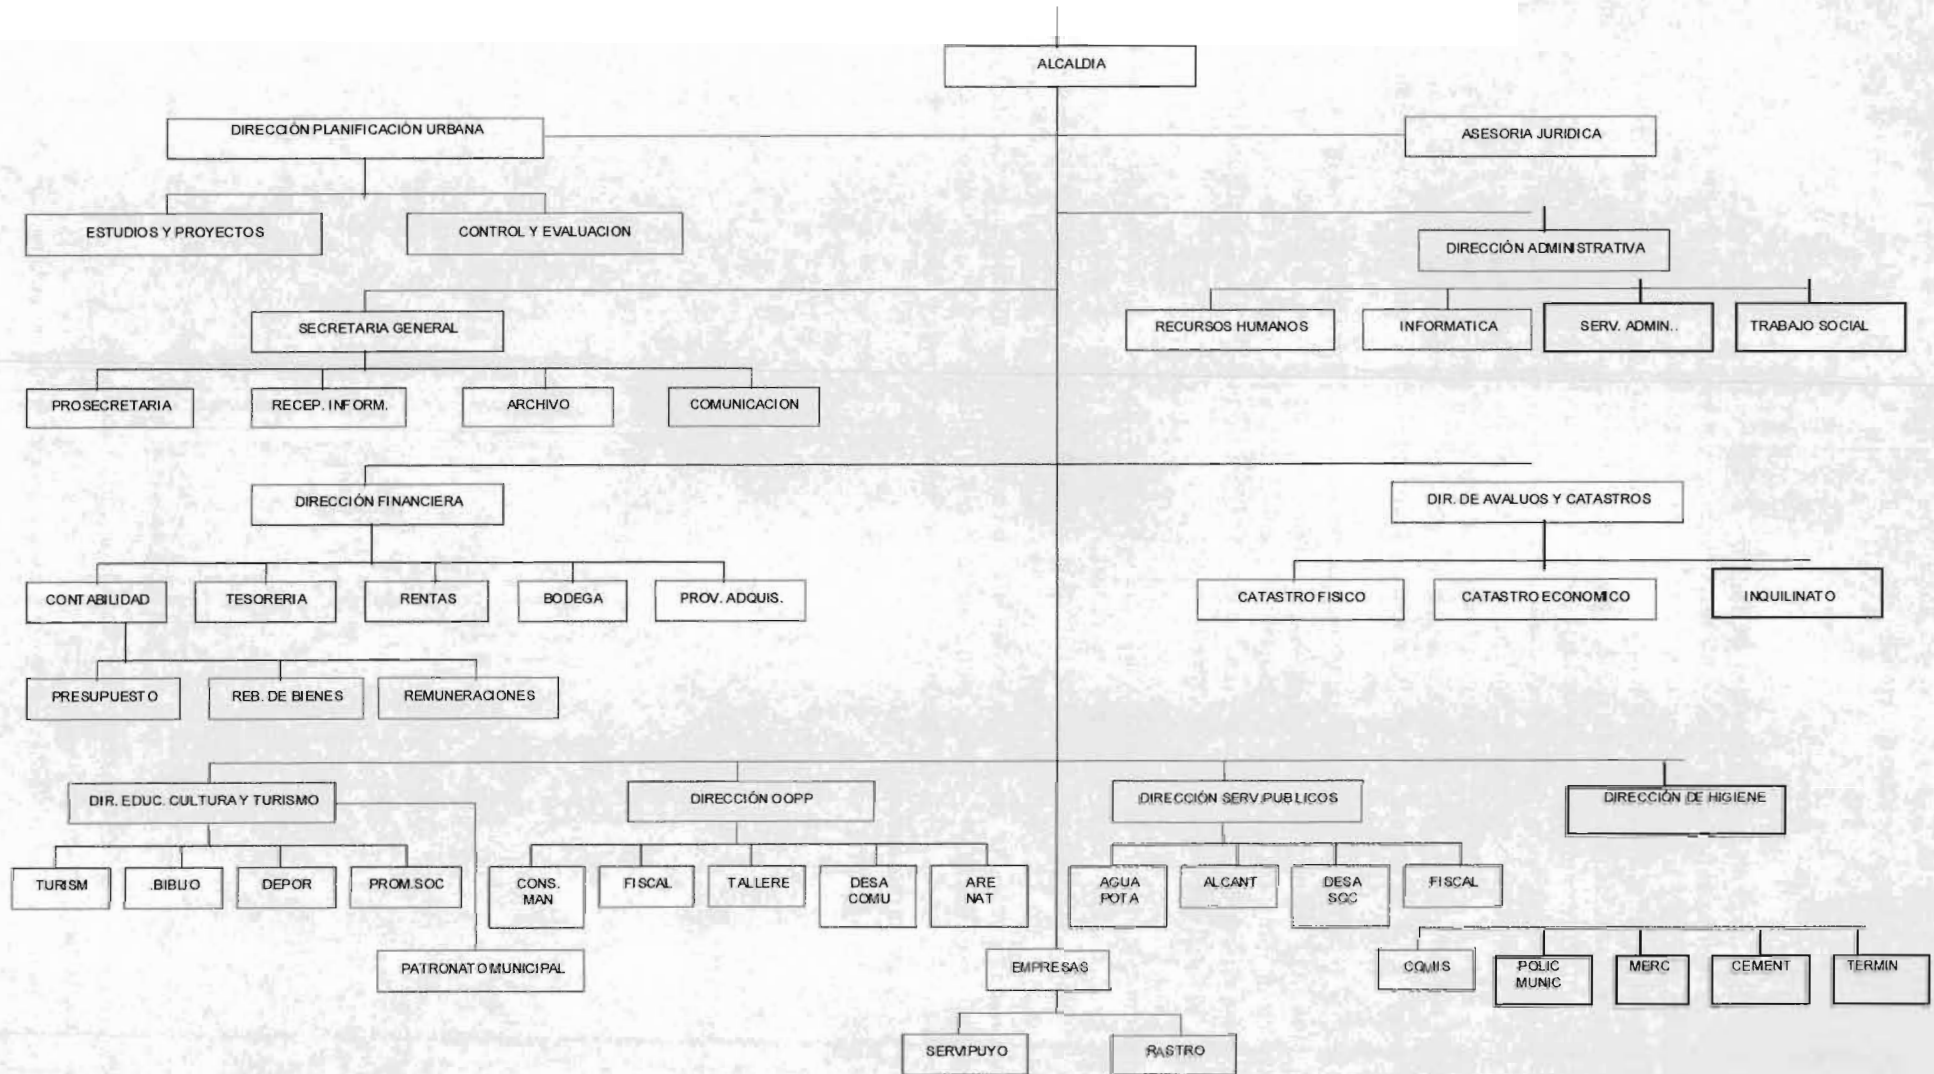 ALCALDIA
DIRECCIÓN PLANIFICACIÓN URBANA
ASESORIA JURIDICA
ESTUDIOS Y PROYECTOS
CONTROL Y EVALUACION
DIRECCIÓN ADMINISTRATIVA
SECRETARIA GENERAL
RECURSOS HUMANOS
INFORMATICA
SERV. ADMIN..
TRABAJO SOCIAL
PROSECRETARIA
RECEP. INFORM.
ARCHIVO
COMUNICACION
DIRECCIÓN FINANCIERA
DIR. DE AVALUOS Y CATASTROS
CONTABILIDAD
TESORERIA
RENTAS
BODEGA
PROV. ADQUIS.
CATASTRO FISICO
CATASTRO ECONOMICO
INQUILINATO
PRESUPUESTO
REB. DE BIENES
REMUNERACIONES
DIR. EDUC. CULTURA Y TURISMO
DIRECCIÓN OOPP
DIRECCIÓN SERV.PUBLICOS
DIRECCIÓN DE HIGIENE
TURISM
.BIBLIO
DEPOR
PROM.SOC
CONS.
MAN
FISCAL
TALLERE
DESA
COMU
ARE
NAT
AGUA
POTA
ALCANT
DESA
SOC
FISCAL
PATRONATO MUNICIPAL
EMPRESAS
COMIS
POLIC
MUNIC
MERC
CEMENT
TERMIN
SERVIPUYO
RASTRO